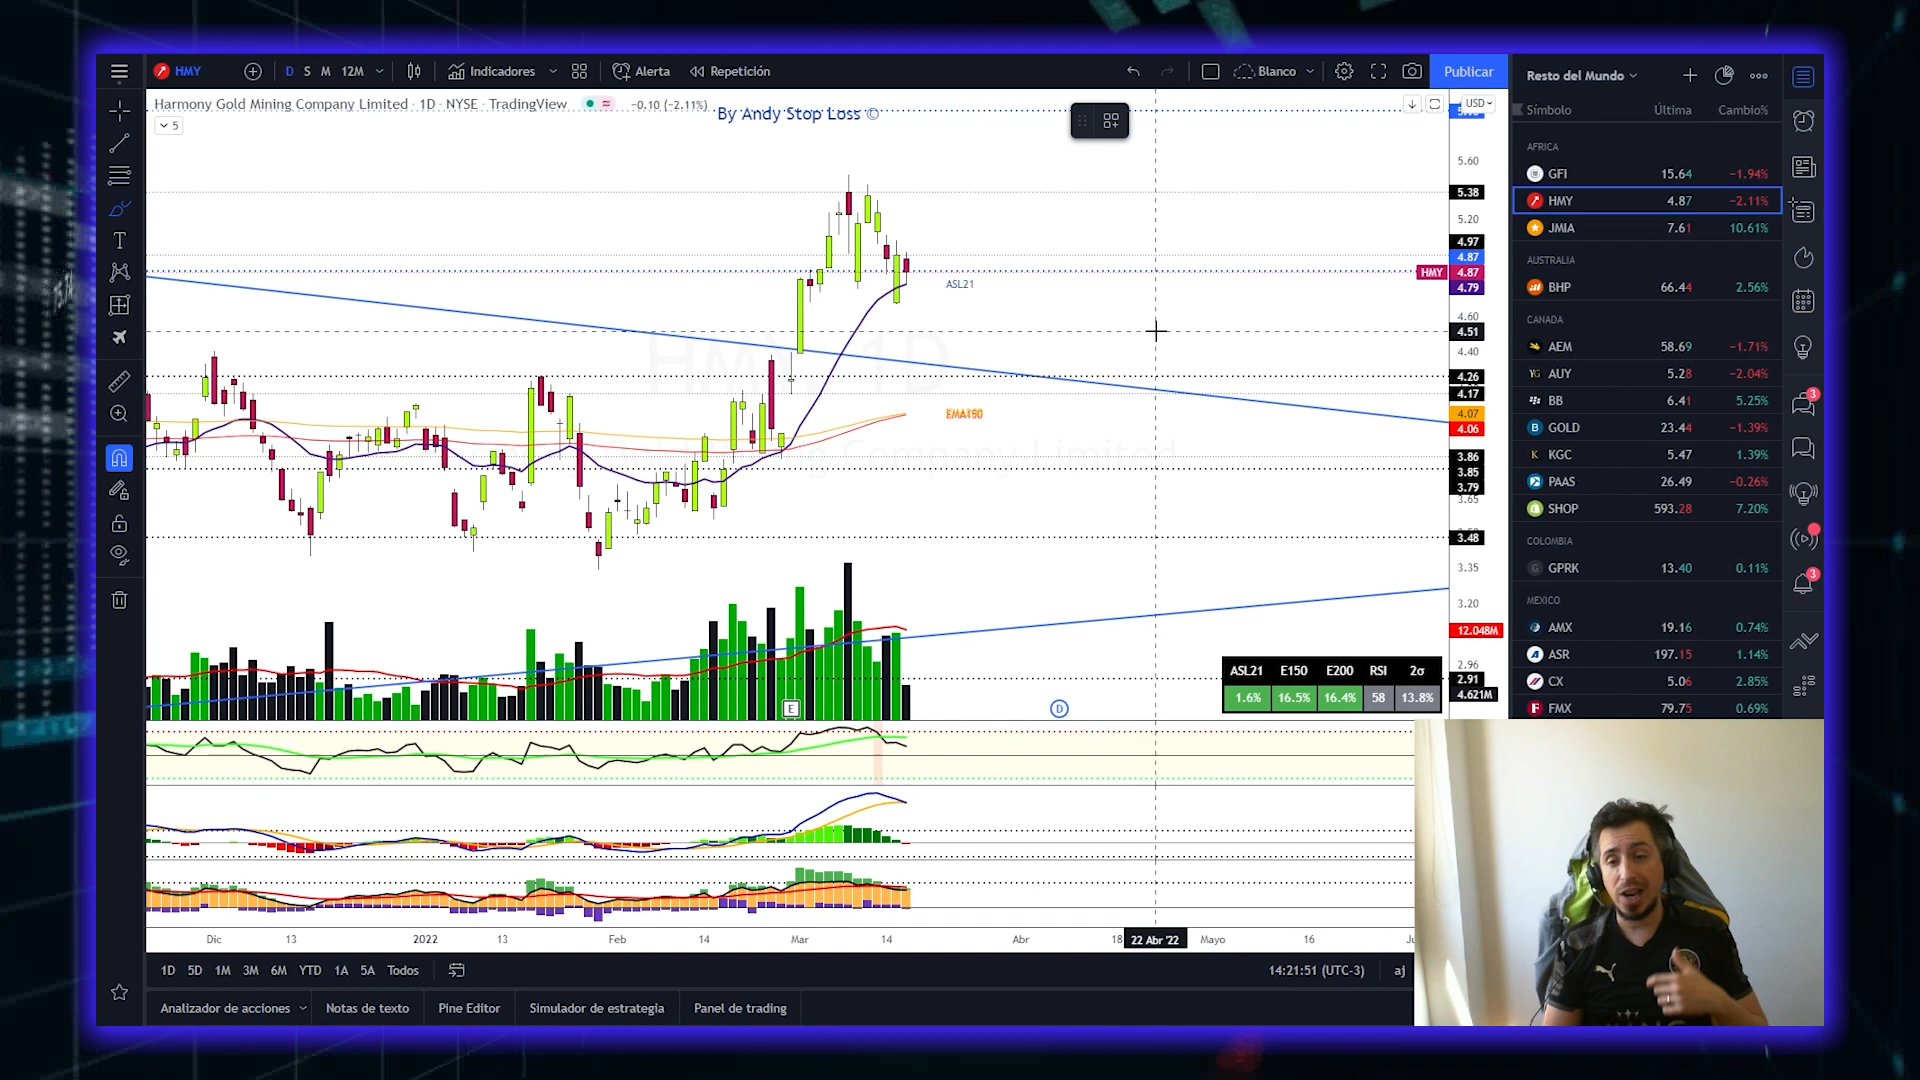 HMY
D S M 12M
Indicadores
Alerta
Repetición
Blanco
Publicar
Harmony Gold Mining Company Limited · 1D · NYSE · TradingView
−0.10 (−2.11%)
5
By Andy Stop Loss ©
USD
5.60
5.38
5.20
4.97
4.87
HMY 4.87
4.79
4.60
4.51
4.40
4.26
4.17
4.07
4.06
3.86
3.85
3.79
3.65
3.48
3.35
3.20
12.048M
2.96
2.91
4.621M
ASL21
HMY, 1D
ASL21 E150 E200 RSI 2σ
1.6% 16.5% 16.4% 58 13.8%
E
D
Dic 13 2022 13 Feb 14 Mar 14 Abr 18 22 Abr '22 Mayo 16
1D 5D 1M 3M 6M YTD 1A 5A Todos
14:21:51 (UTC-3)
aj
Analizador de acciones
Notas de texto
Pine Editor
Simulador de estrategia
Panel de trading
Resto del Mundo
Símbolo Última Cambio%
AFRICA
GFI 15.64 −1.94%
HMY 4.87 −2.11%
JMIA 7.61 10.61%
AUSTRALIA
BHP 66.44 2.56%
CANADA
AEM 58.69 −1.71%
AUY 5.28 −2.04%
BB 6.41 5.25%
GOLD 23.44 −1.39%
KGC 5.47 1.39%
PAAS 26.49 −0.26%
SHOP 593.28 7.20%
COLOMBIA
GPRK 13.40 0.11%
MEXICO
AMX 19.16 0.74%
ASR 197.15 1.14%
CX 5.06 2.85%
FMX 79.75 0.69%
3
3